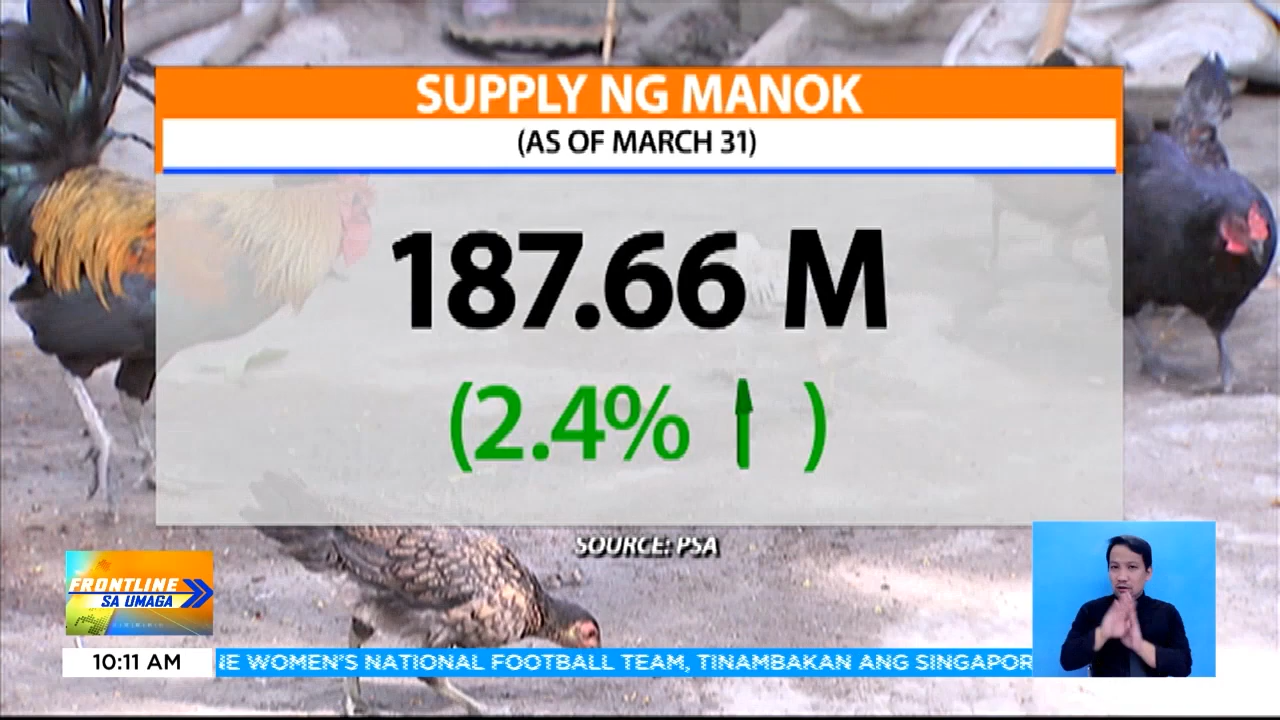 SUPPLY NG MANOK
(AS OF MARCH 31)
187.66 M
(2.4% ↑ )
SOURCE: PSA
FRONTLINE
SA UMAGA
10:11 AM
WOMEN'S NATIONAL FOOTBALL TEAM, TINAMBAKAN ANG